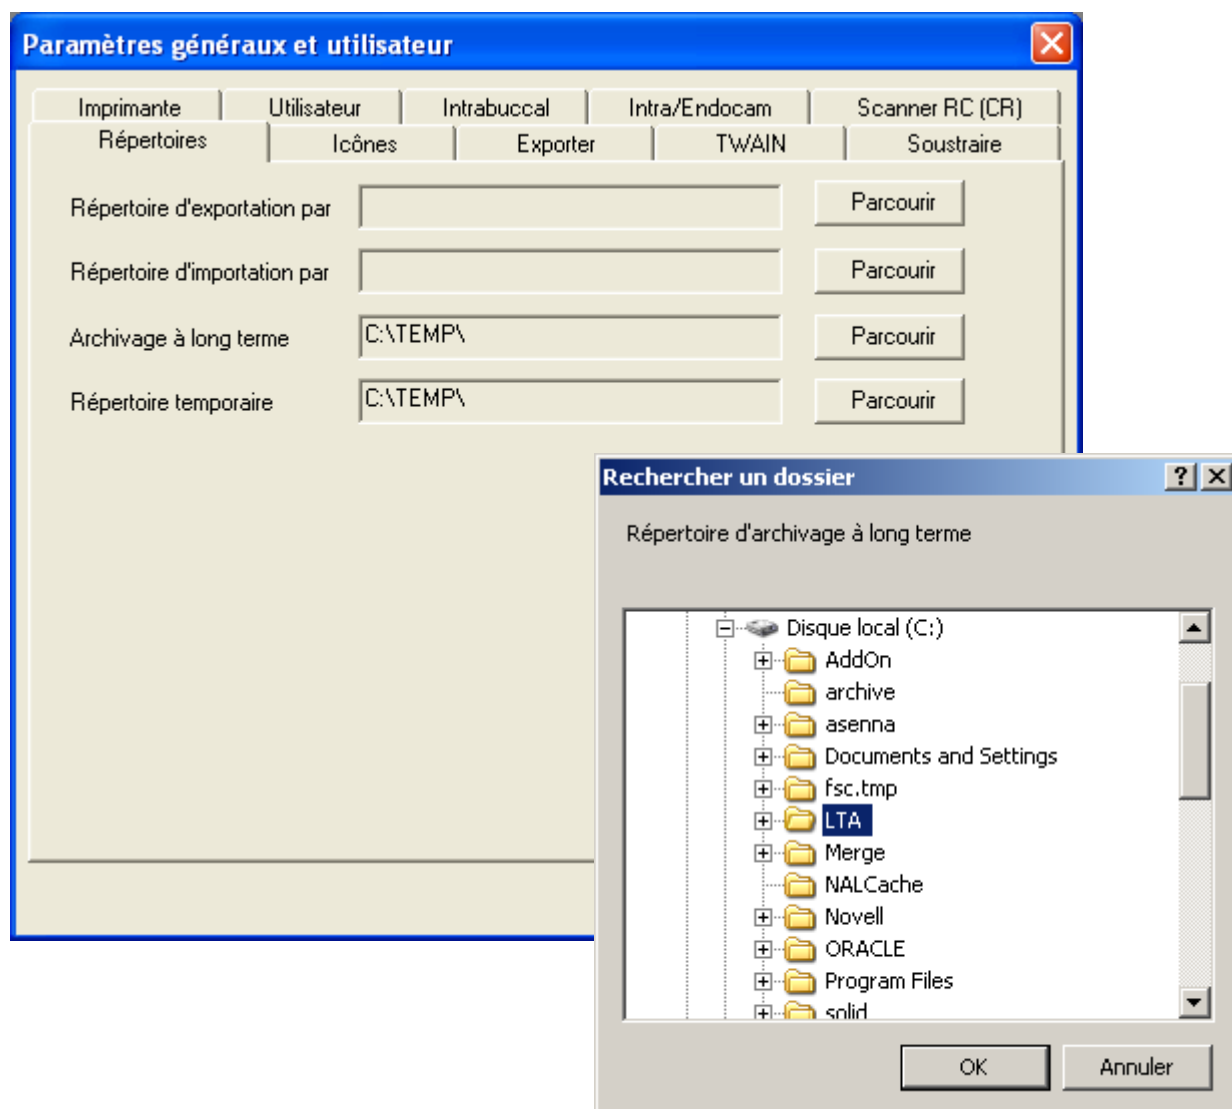 Paramètres généraux et utilisateur
Imprimante Utilisateur Intrabuccal Intra/Endocam Scanner RC (CR)
Répertoires Icônes Exporter TWAIN Soustraire
Répertoire d'exportation par Parcourir
Répertoire d'importation par Parcourir
Archivage à long terme C:\TEMP\ Parcourir
Répertoire temporaire C:\TEMP\ Parcourir
Rechercher un dossier
Répertoire d'archivage à long terme
Disque local (C:)
AddOn
archive
asenna
Documents and Settings
fsc.tmp
LTA
Merge
NALCache
Novell
ORACLE
Program Files
solid
OK Annuler